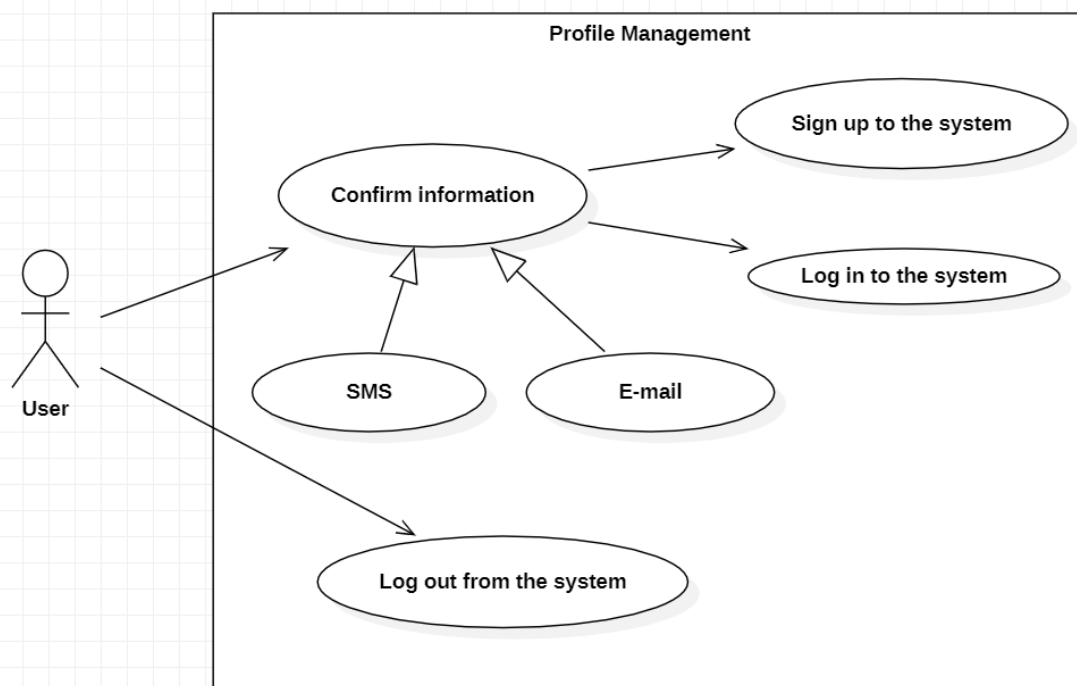 Profile Management
Sign up to the system
Confirm information
Log in to the system
SMS
E-mail
User
Log out from the system